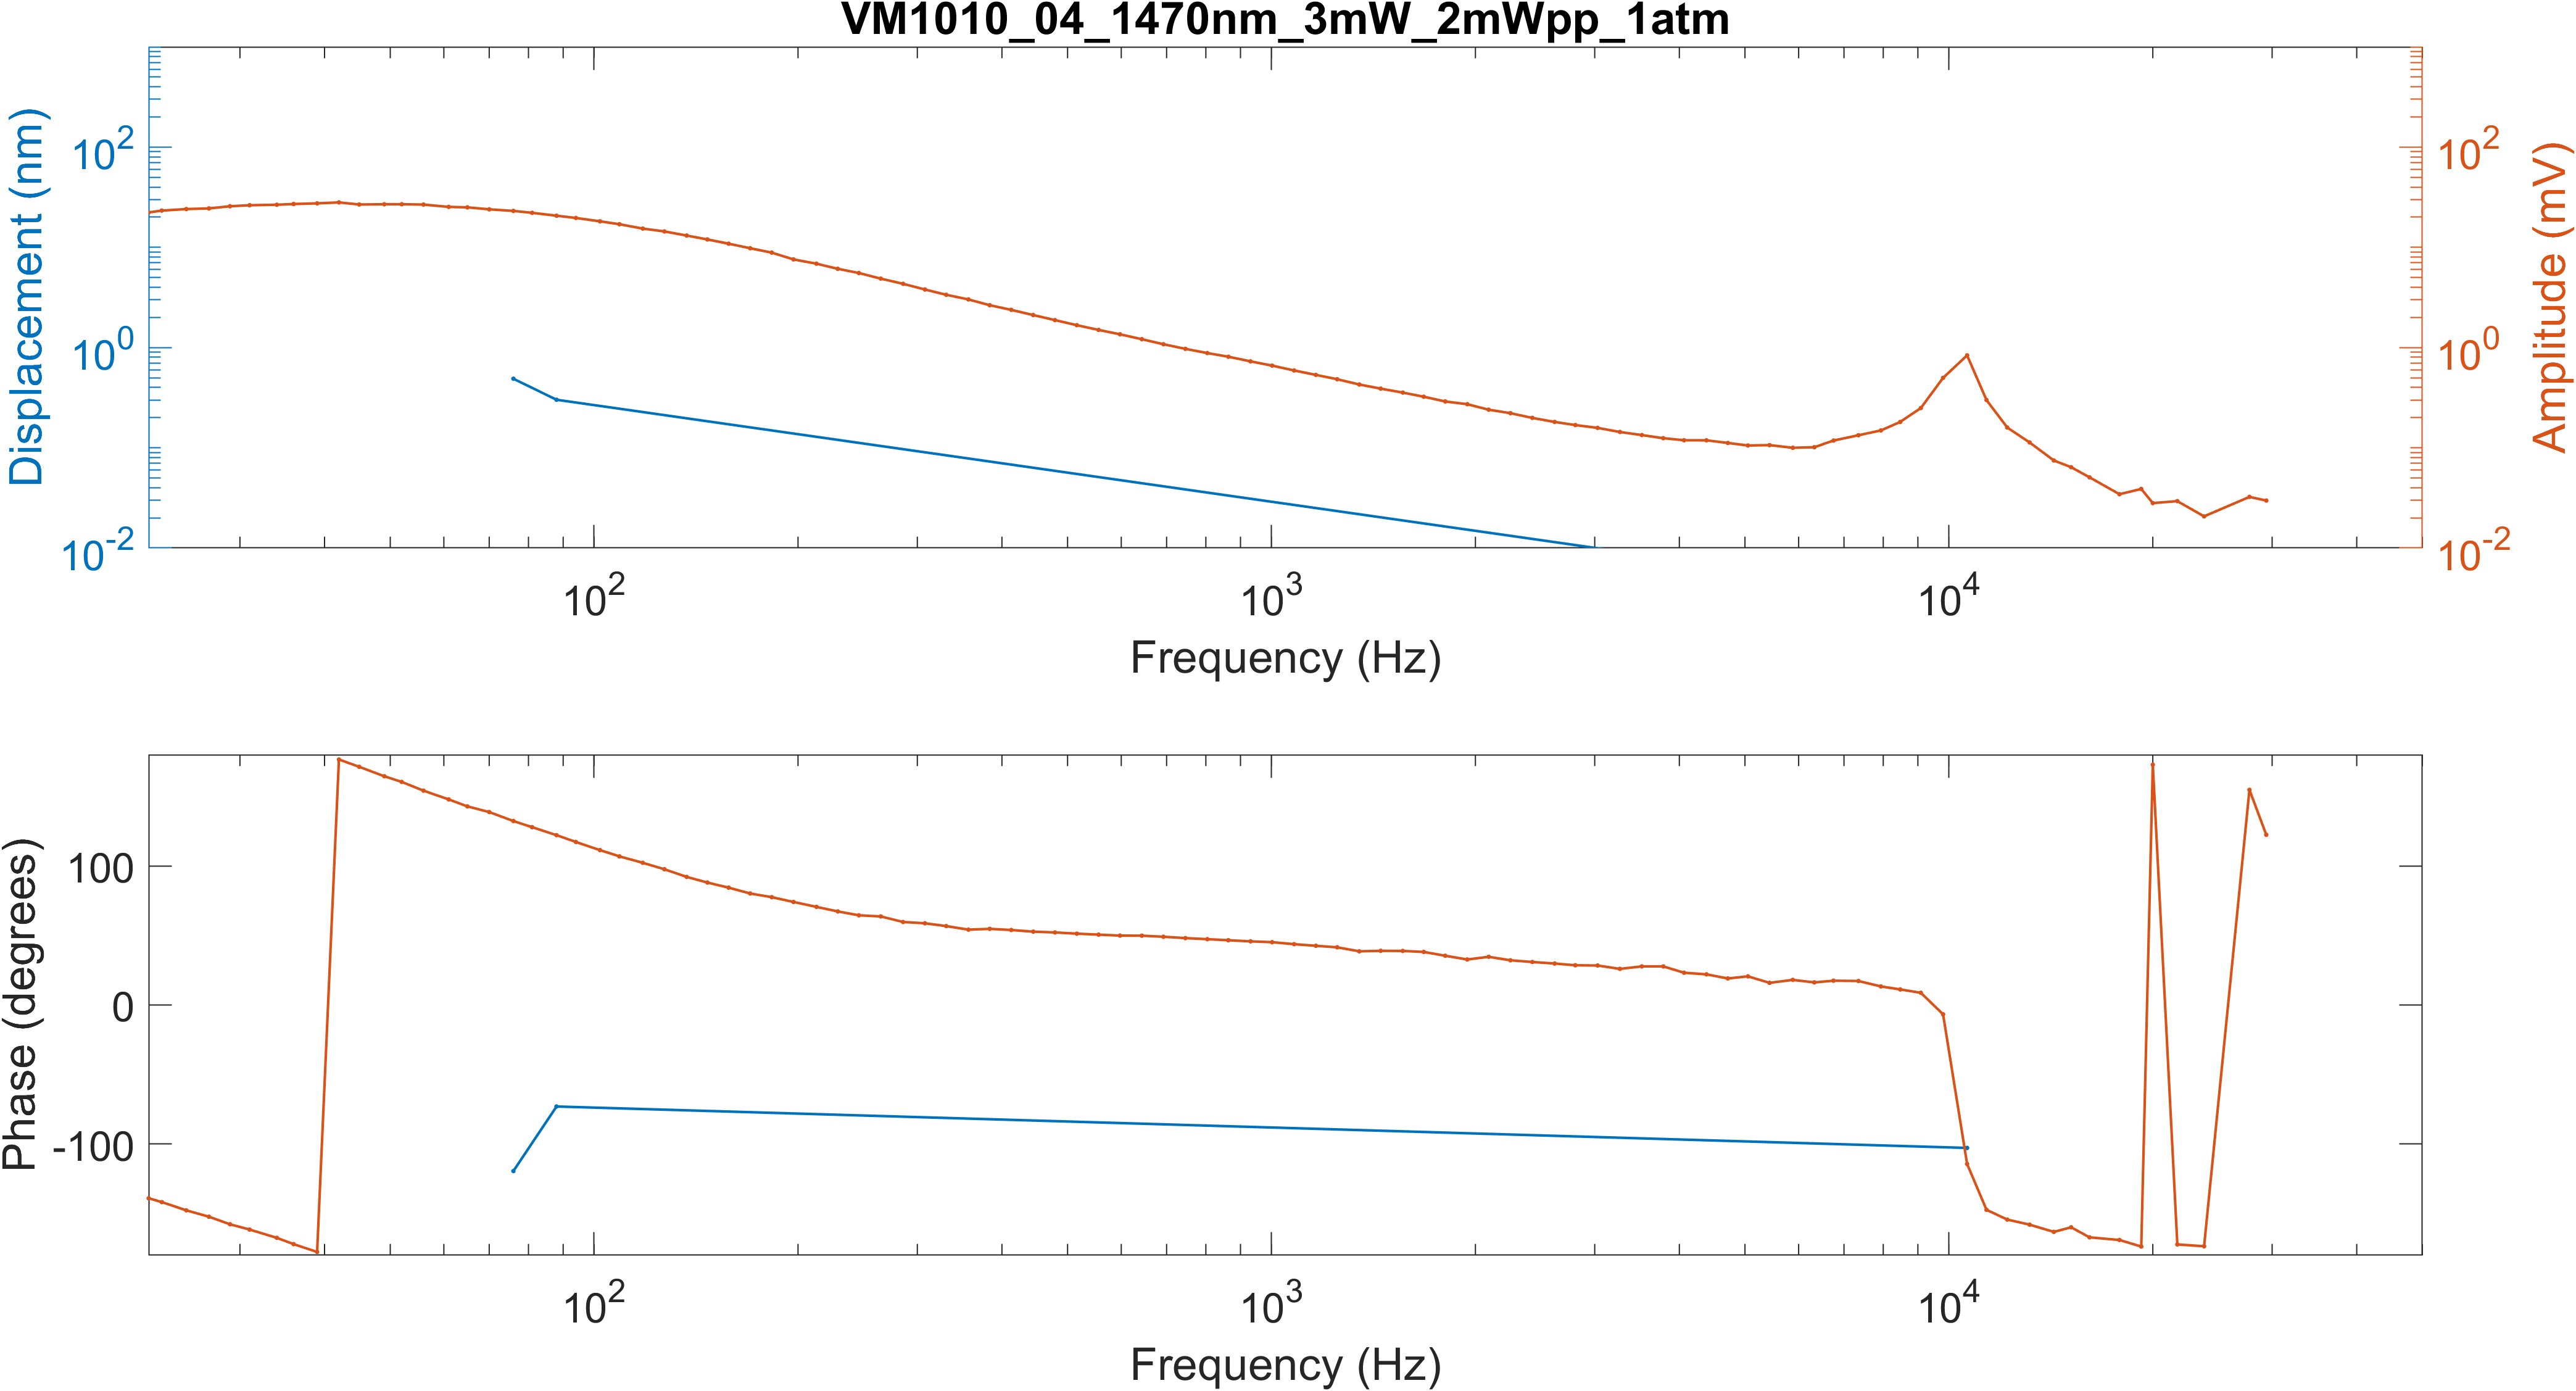 VM1010_04_1470nm_3mW_2mWpp_1atm
Displacement (nm)
10^2
10^0
10^-2
Amplitude (mV)
10^2
10^0
10^-2
10^2 10^3 10^4
Frequency (Hz)
Phase (degrees)
100
0
-100
10^2 10^3 10^4
Frequency (Hz)